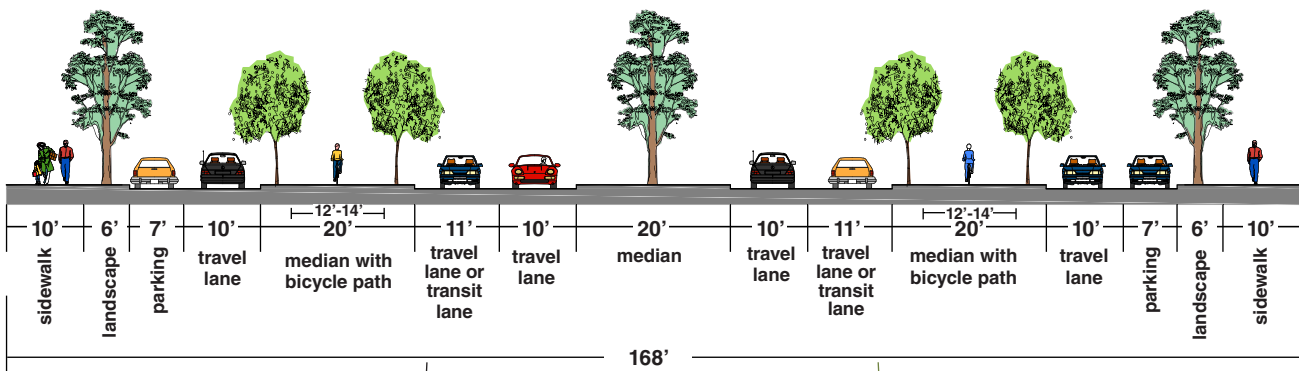 12’-14’ 12’-14’
10’ 6’ 7’ 10’ 20’ 11’ 10’ 20’ 10’ 11’ 20’ 10’ 7’ 6’ 10’
sidewalk
landscape
parking
travel
lane
median with
bicycle path
travel
lane or
transit
lane
travel
lane
median
travel
lane
travel
lane or
transit
lane
median with
bicycle path
travel
lane
parking
landscape
sidewalk
168’